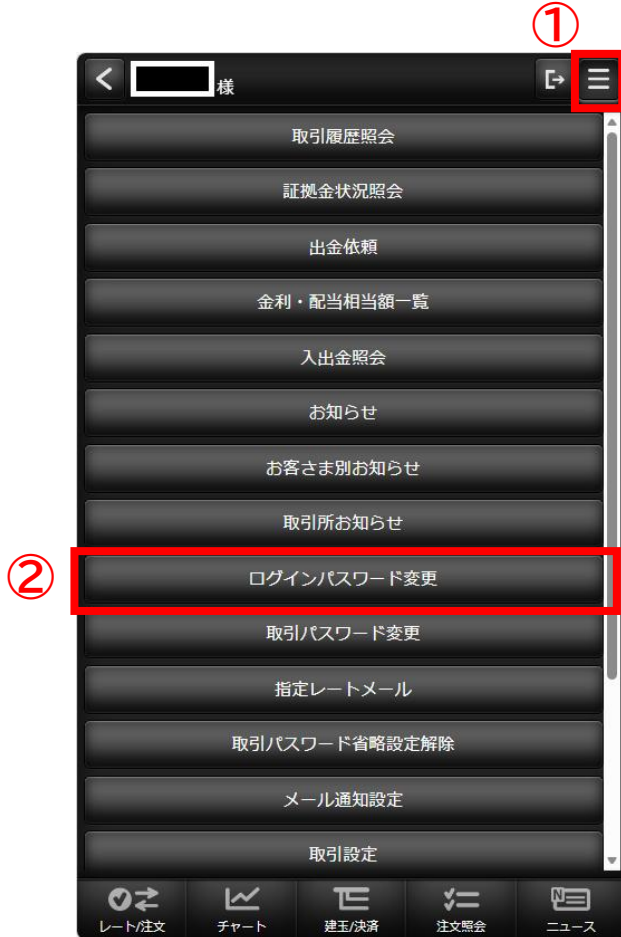 ①
様
取引履歴照会
証拠金状況照会
出金依頼
金利・配当相当額一覧
入出金照会
お知らせ
お客さま別お知らせ
取引所お知らせ
②
ログインパスワード変更
取引パスワード変更
指定レートメール
取引パスワード省略設定解除
メール通知設定
取引設定
レート/注文
チャート
建玉/決済
注文照会
N
ニュース